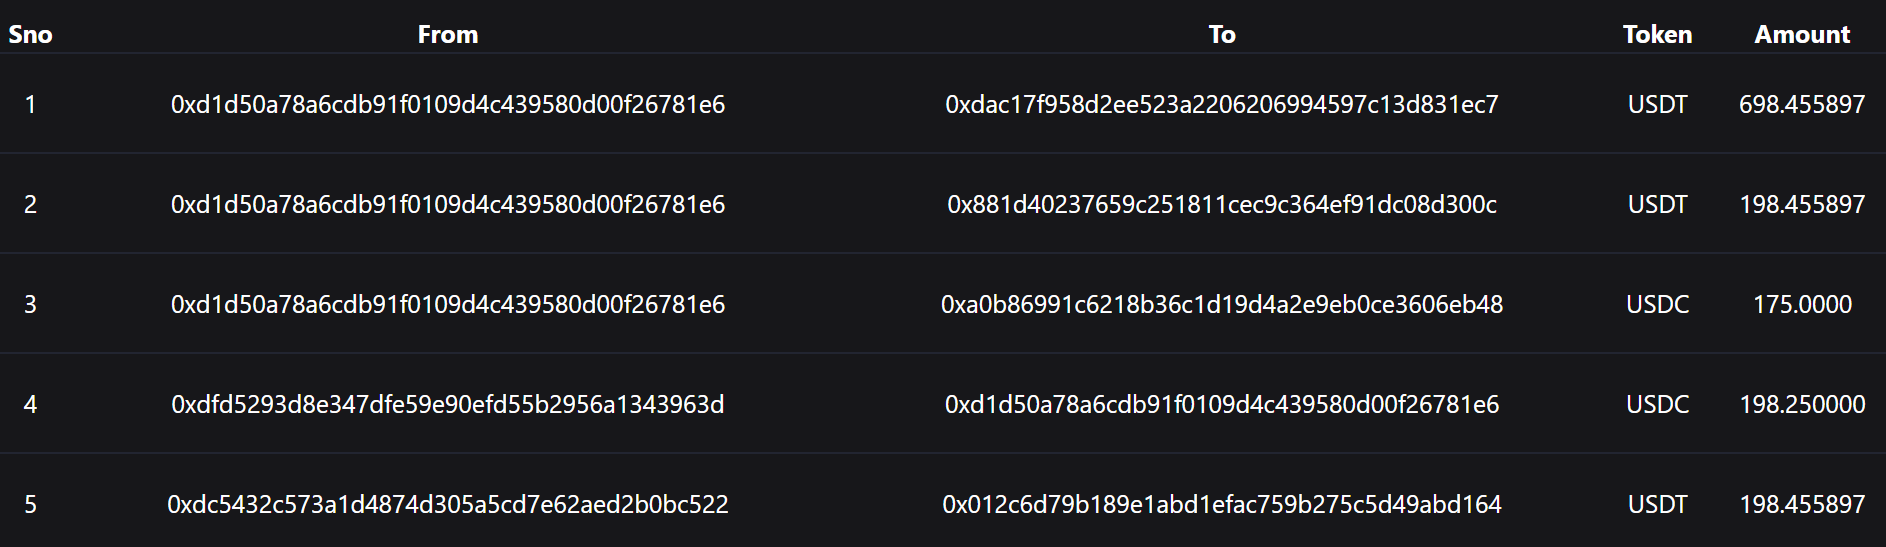 Sno From To Token Amount
1 0xd1d50a78a6cdb91f0109d4c439580d00f26781e6 0xdac17f958d2ee523a2206206994597c13d831ec7 USDT 698.455897
2 0xd1d50a78a6cdb91f0109d4c439580d00f26781e6 0x881d40237659c251811cec9c364ef91dc08d300c USDT 198.455897
3 0xd1d50a78a6cdb91f0109d4c439580d00f26781e6 0xa0b86991c6218b36c1d19d4a2e9eb0ce3606eb48 USDC 175.0000
4 0xdfd5293d8e347dfe59e90efd55b2956a1343963d 0xd1d50a78a6cdb91f0109d4c439580d00f26781e6 USDC 198.250000
5 0xdc5432c573a1d4874d305a5cd7e62aed2b0bc522 0x012c6d79b189e1abd1efac759b275c5d49abd164 USDT 198.455897